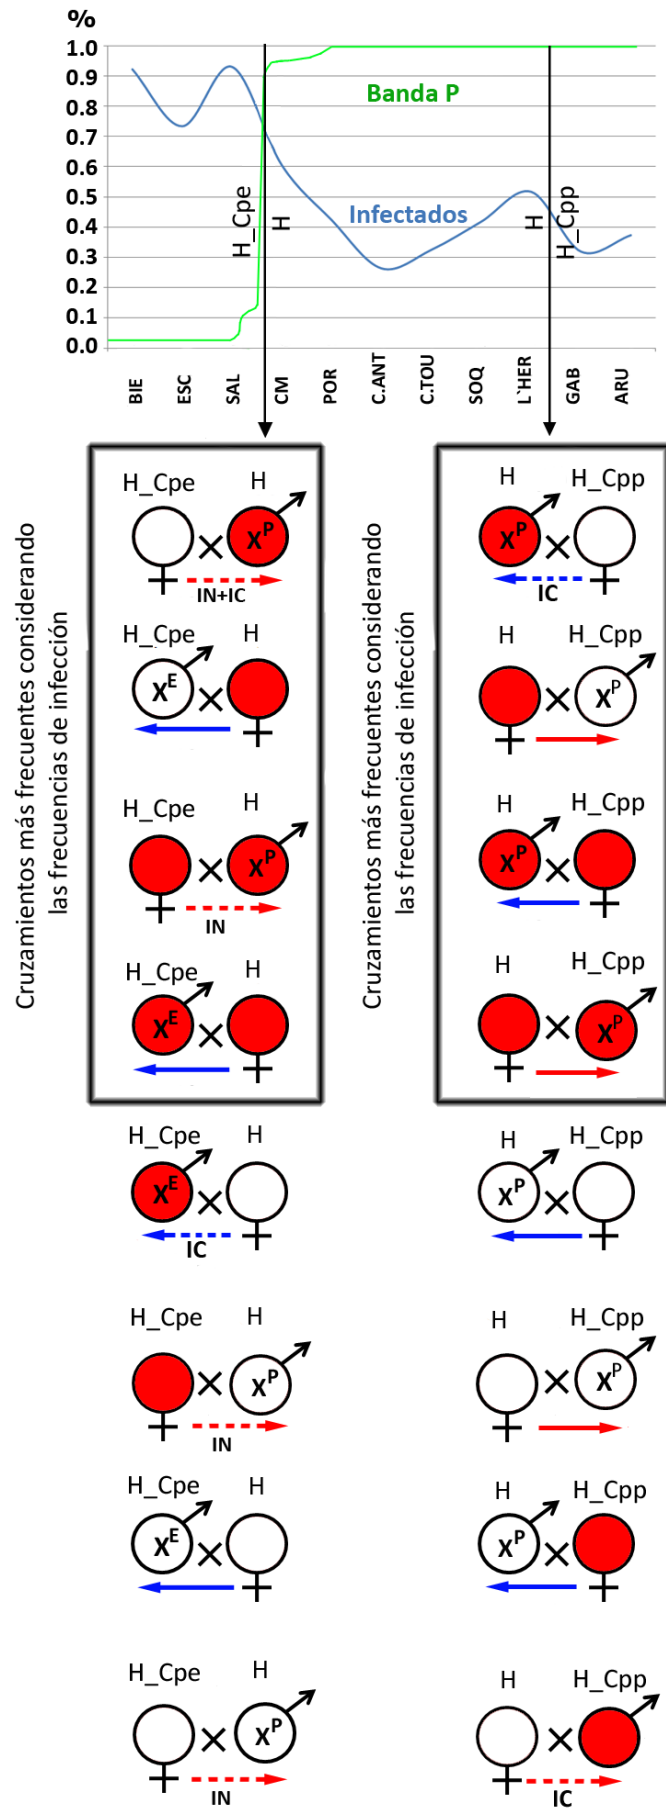 %
1.0
0.9
0.8
0.7
0.6
0.5
0.4
0.3
0.2
0.1
0.0
Banda P
Infectados
H_Cpe
H
H
H_Cpp
BIE
ESC
SAL
CM
POR
C.ANT
C.TOU
SOQ
L`HER
GAB
ARU
Cruzamientos más frecuentes considerando
las frecuencias de infección
H_Cpe H
X^P
IN+IC
H_Cpe H
X^E
H_Cpe H
X^P
IN
H_Cpe H
X^E
Cruzamientos más frecuentes considerando
las frecuencias de infección
H H_Cpp
X^P
IC
H H_Cpp
X^P
H H_Cpp
X^P
H H_Cpp
X^P
H_Cpe H
X^E
IC
H_Cpe H
X^P
IN
H_Cpe H
X^E
H_Cpe H
X^P
IN
H H_Cpp
X^P
H H_Cpp
X^P
H H_Cpp
X^P
H H_Cpp
IC